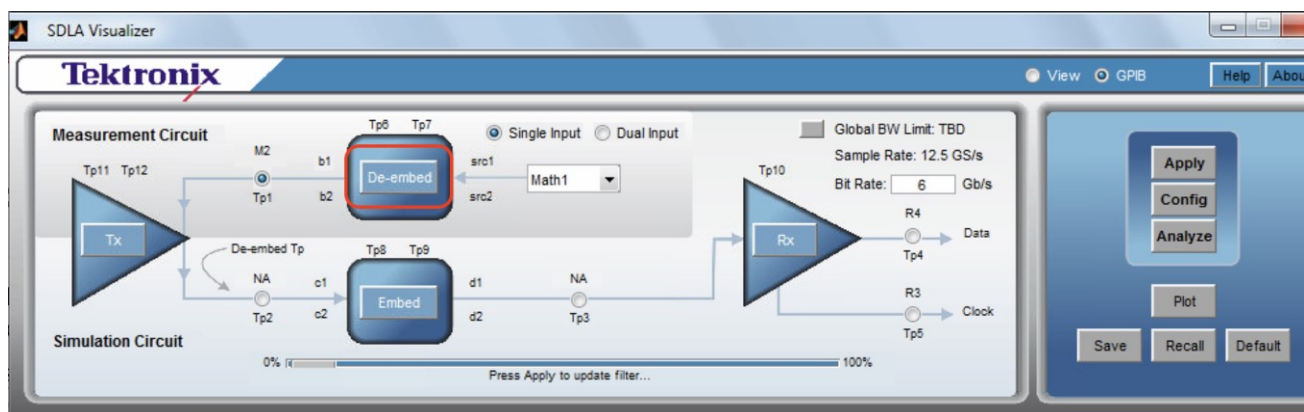 SDLA Visualizer
Tektronix
View GPIB Help Abou
Measurement Circuit
Tp6 Tp7
Single Input Dual Input
Global BW Limit: TBD
Sample Rate: 12.5 GS/s
Bit Rate: 6 Gb/s
Tp11 Tp12
M2
Tp1
b1
b2
De-embed
src1
src2
Math1
Tp10
Tx
De-embed Tp
Tp8 Tp9
Rx
R4
Tp4
Data
NA
Tp2
c1
c2
Embed
d1
d2
NA
Tp3
R3
Tp5
Clock
Simulation Circuit
0% 100%
Press Apply to update filter...
Apply
Config
Analyze
Plot
Save Recall Default